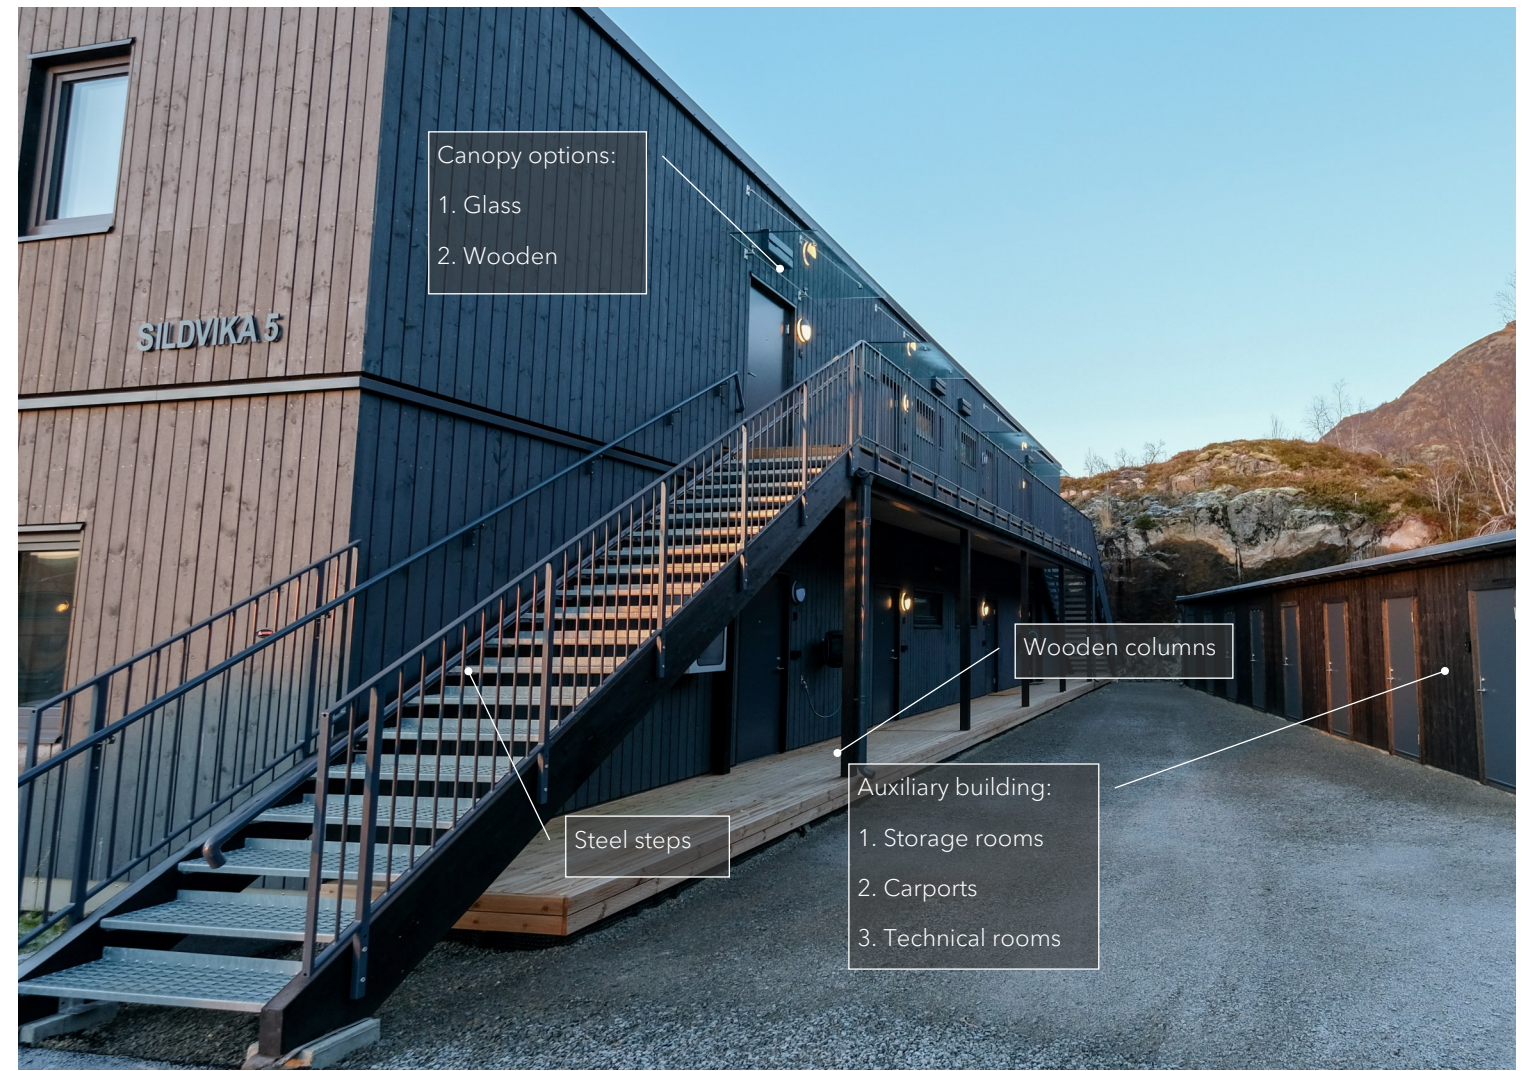 Canopy options:
1. Glass
2. Wooden
SILDVIKA 5
Wooden columns
Steel steps
Auxiliary building:
1. Storage rooms
2. Carports
3. Technical rooms